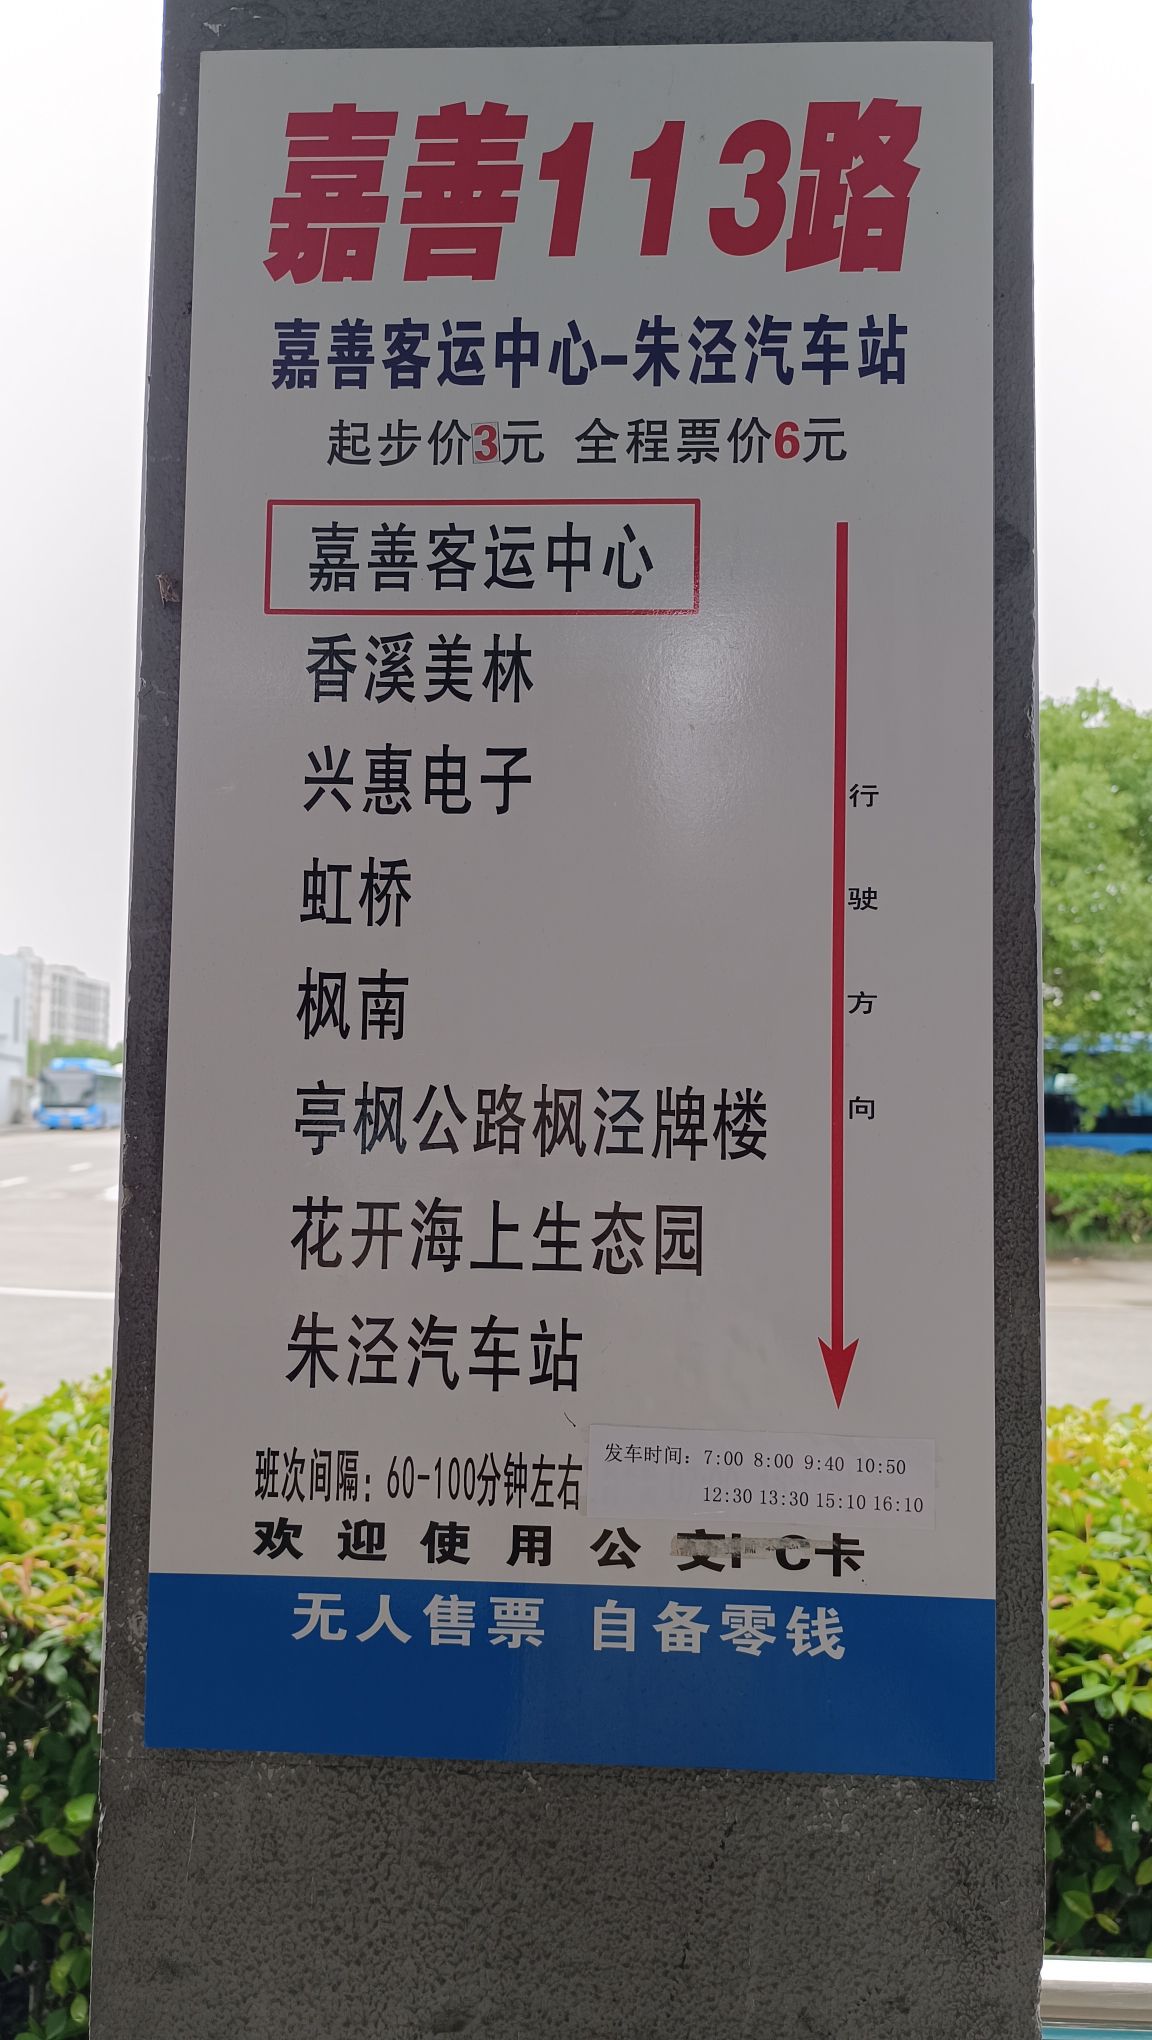 嘉善113路
嘉善客运中心-朱泾汽车站
起步价3元 全程票价6元
嘉善客运中心
香溪美林
兴惠电子
虹桥
枫南
亭枫公路枫泾牌楼
花开海上生态园
朱泾汽车站
行驶方向
班次间隔：60-100分钟左右
发车时间：7:00 8:00 9:40 10:50
12:30 13:30 15:10 16:10
欢迎使用公交IC卡
无人售票 自备零钱